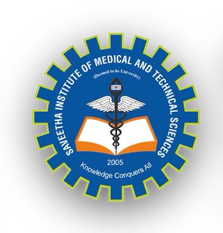 SAVEETHA INSTITUTE OF MEDICAL AND TECHNICAL SCIENCES
(Deemed to be University)
2005
Knowledge Conquers All